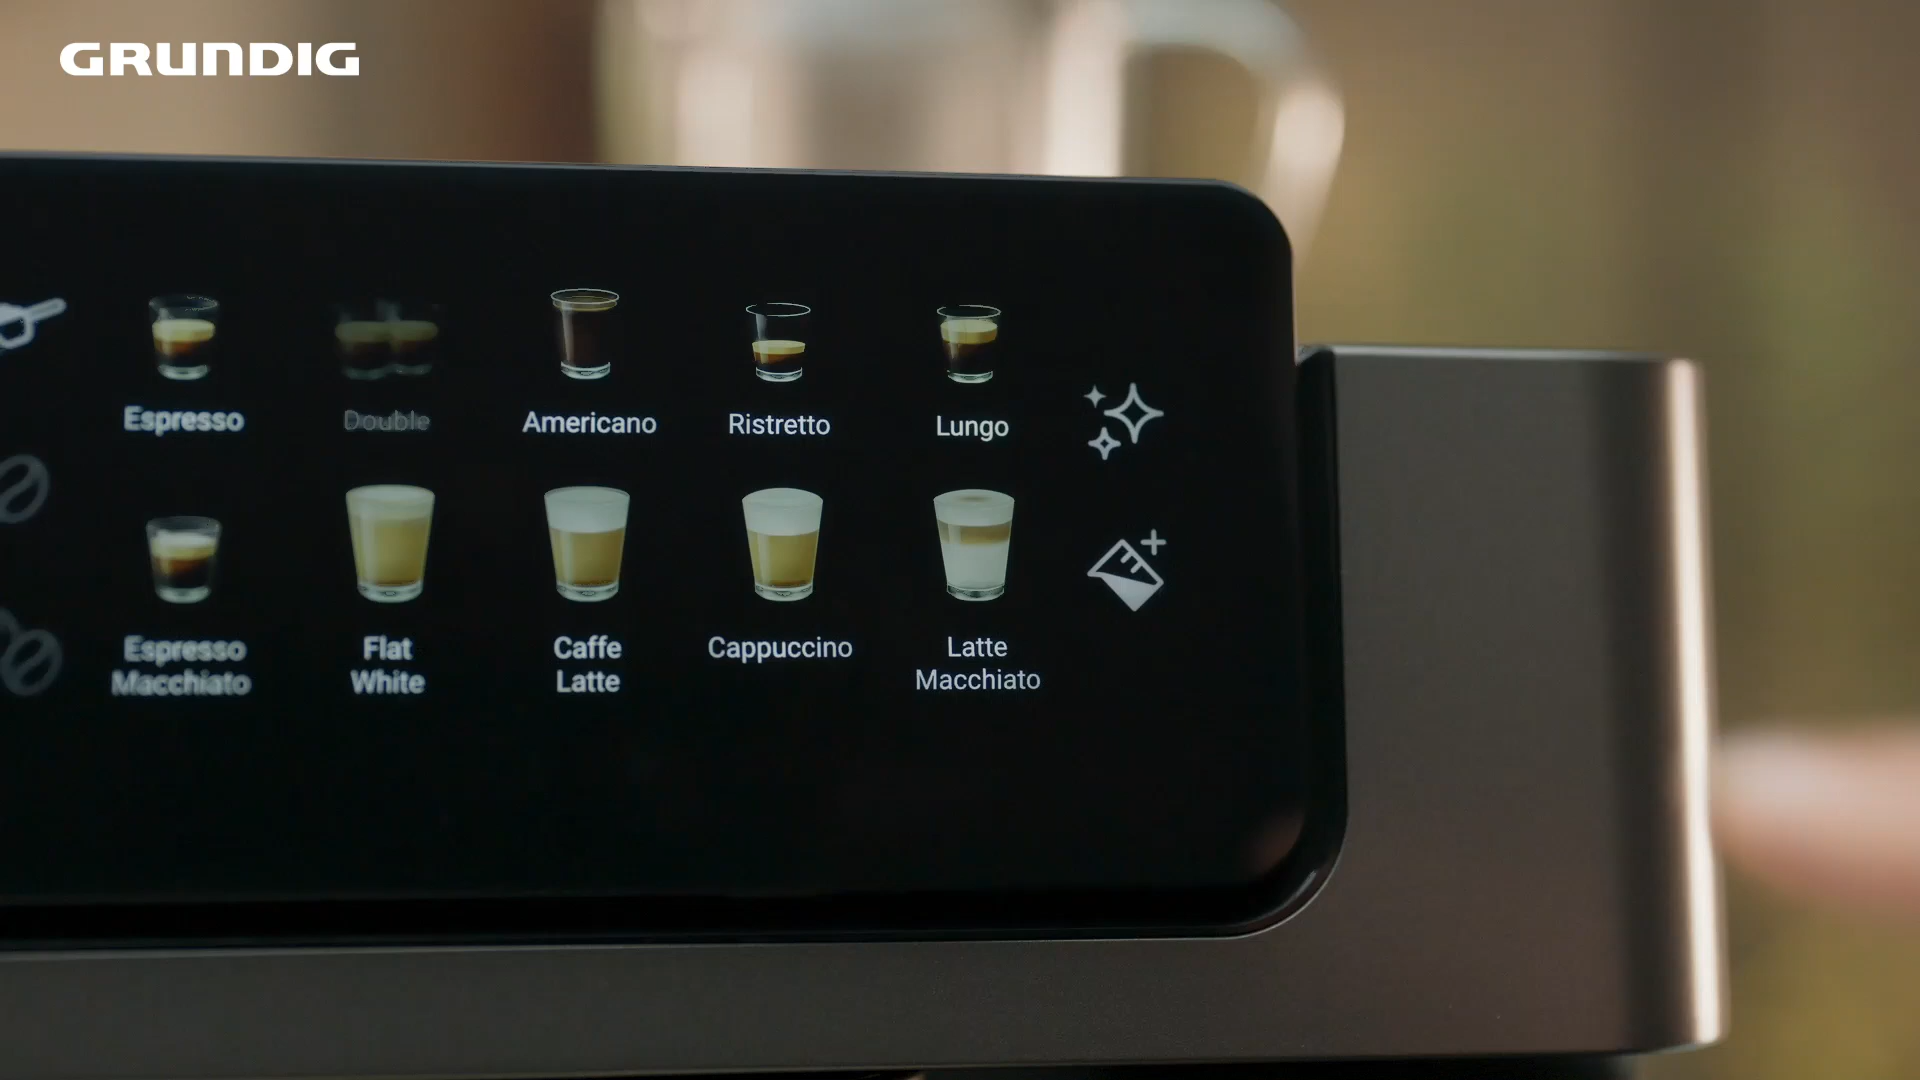 GRUNDIG
Espresso
Double
Americano
Ristretto
Lungo
Espresso
Macchiato
Flat
White
Caffe
Latte
Cappuccino
Latte
Macchiato